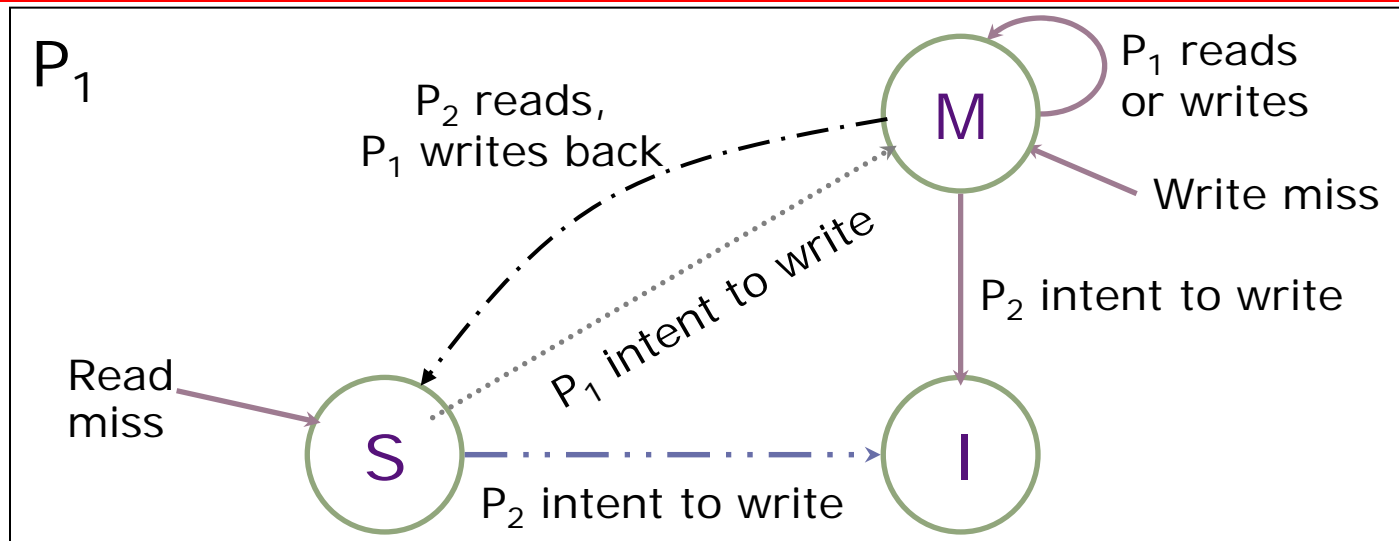 P₁
P₂ reads,
P₁ writes back
M
P₁ reads
or writes
Write miss
P₁ intent to write
P₂ intent to write
Read
miss
S
I
P₂ intent to write